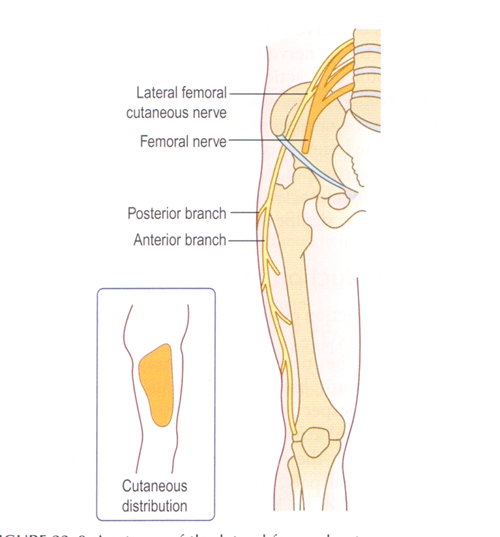 Lateral femoral
cutaneous nerve
Femoral nerve
Posterior branch
Anterior branch
Cutaneous
distribution